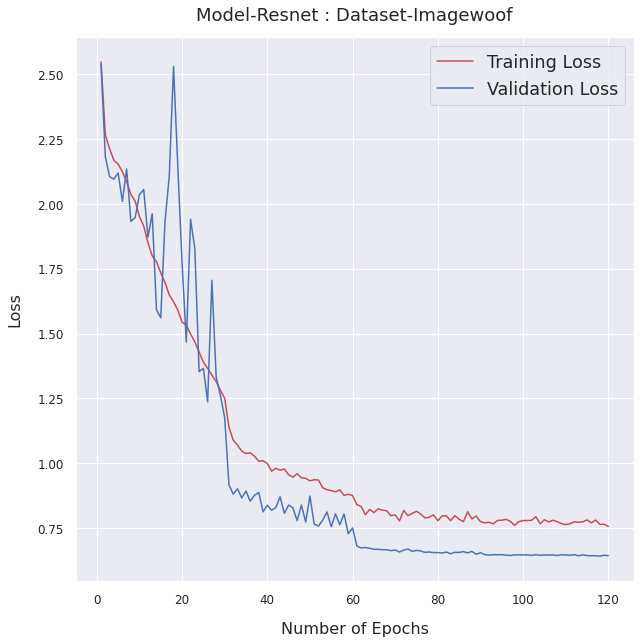 Model-Resnet : Dataset-Imagewoof
Training Loss
Validation Loss
2.50
2.25
2.00
1.75
1.50
1.25
1.00
0.75
Loss
0 20 40 60 80 100 120
Number of Epochs